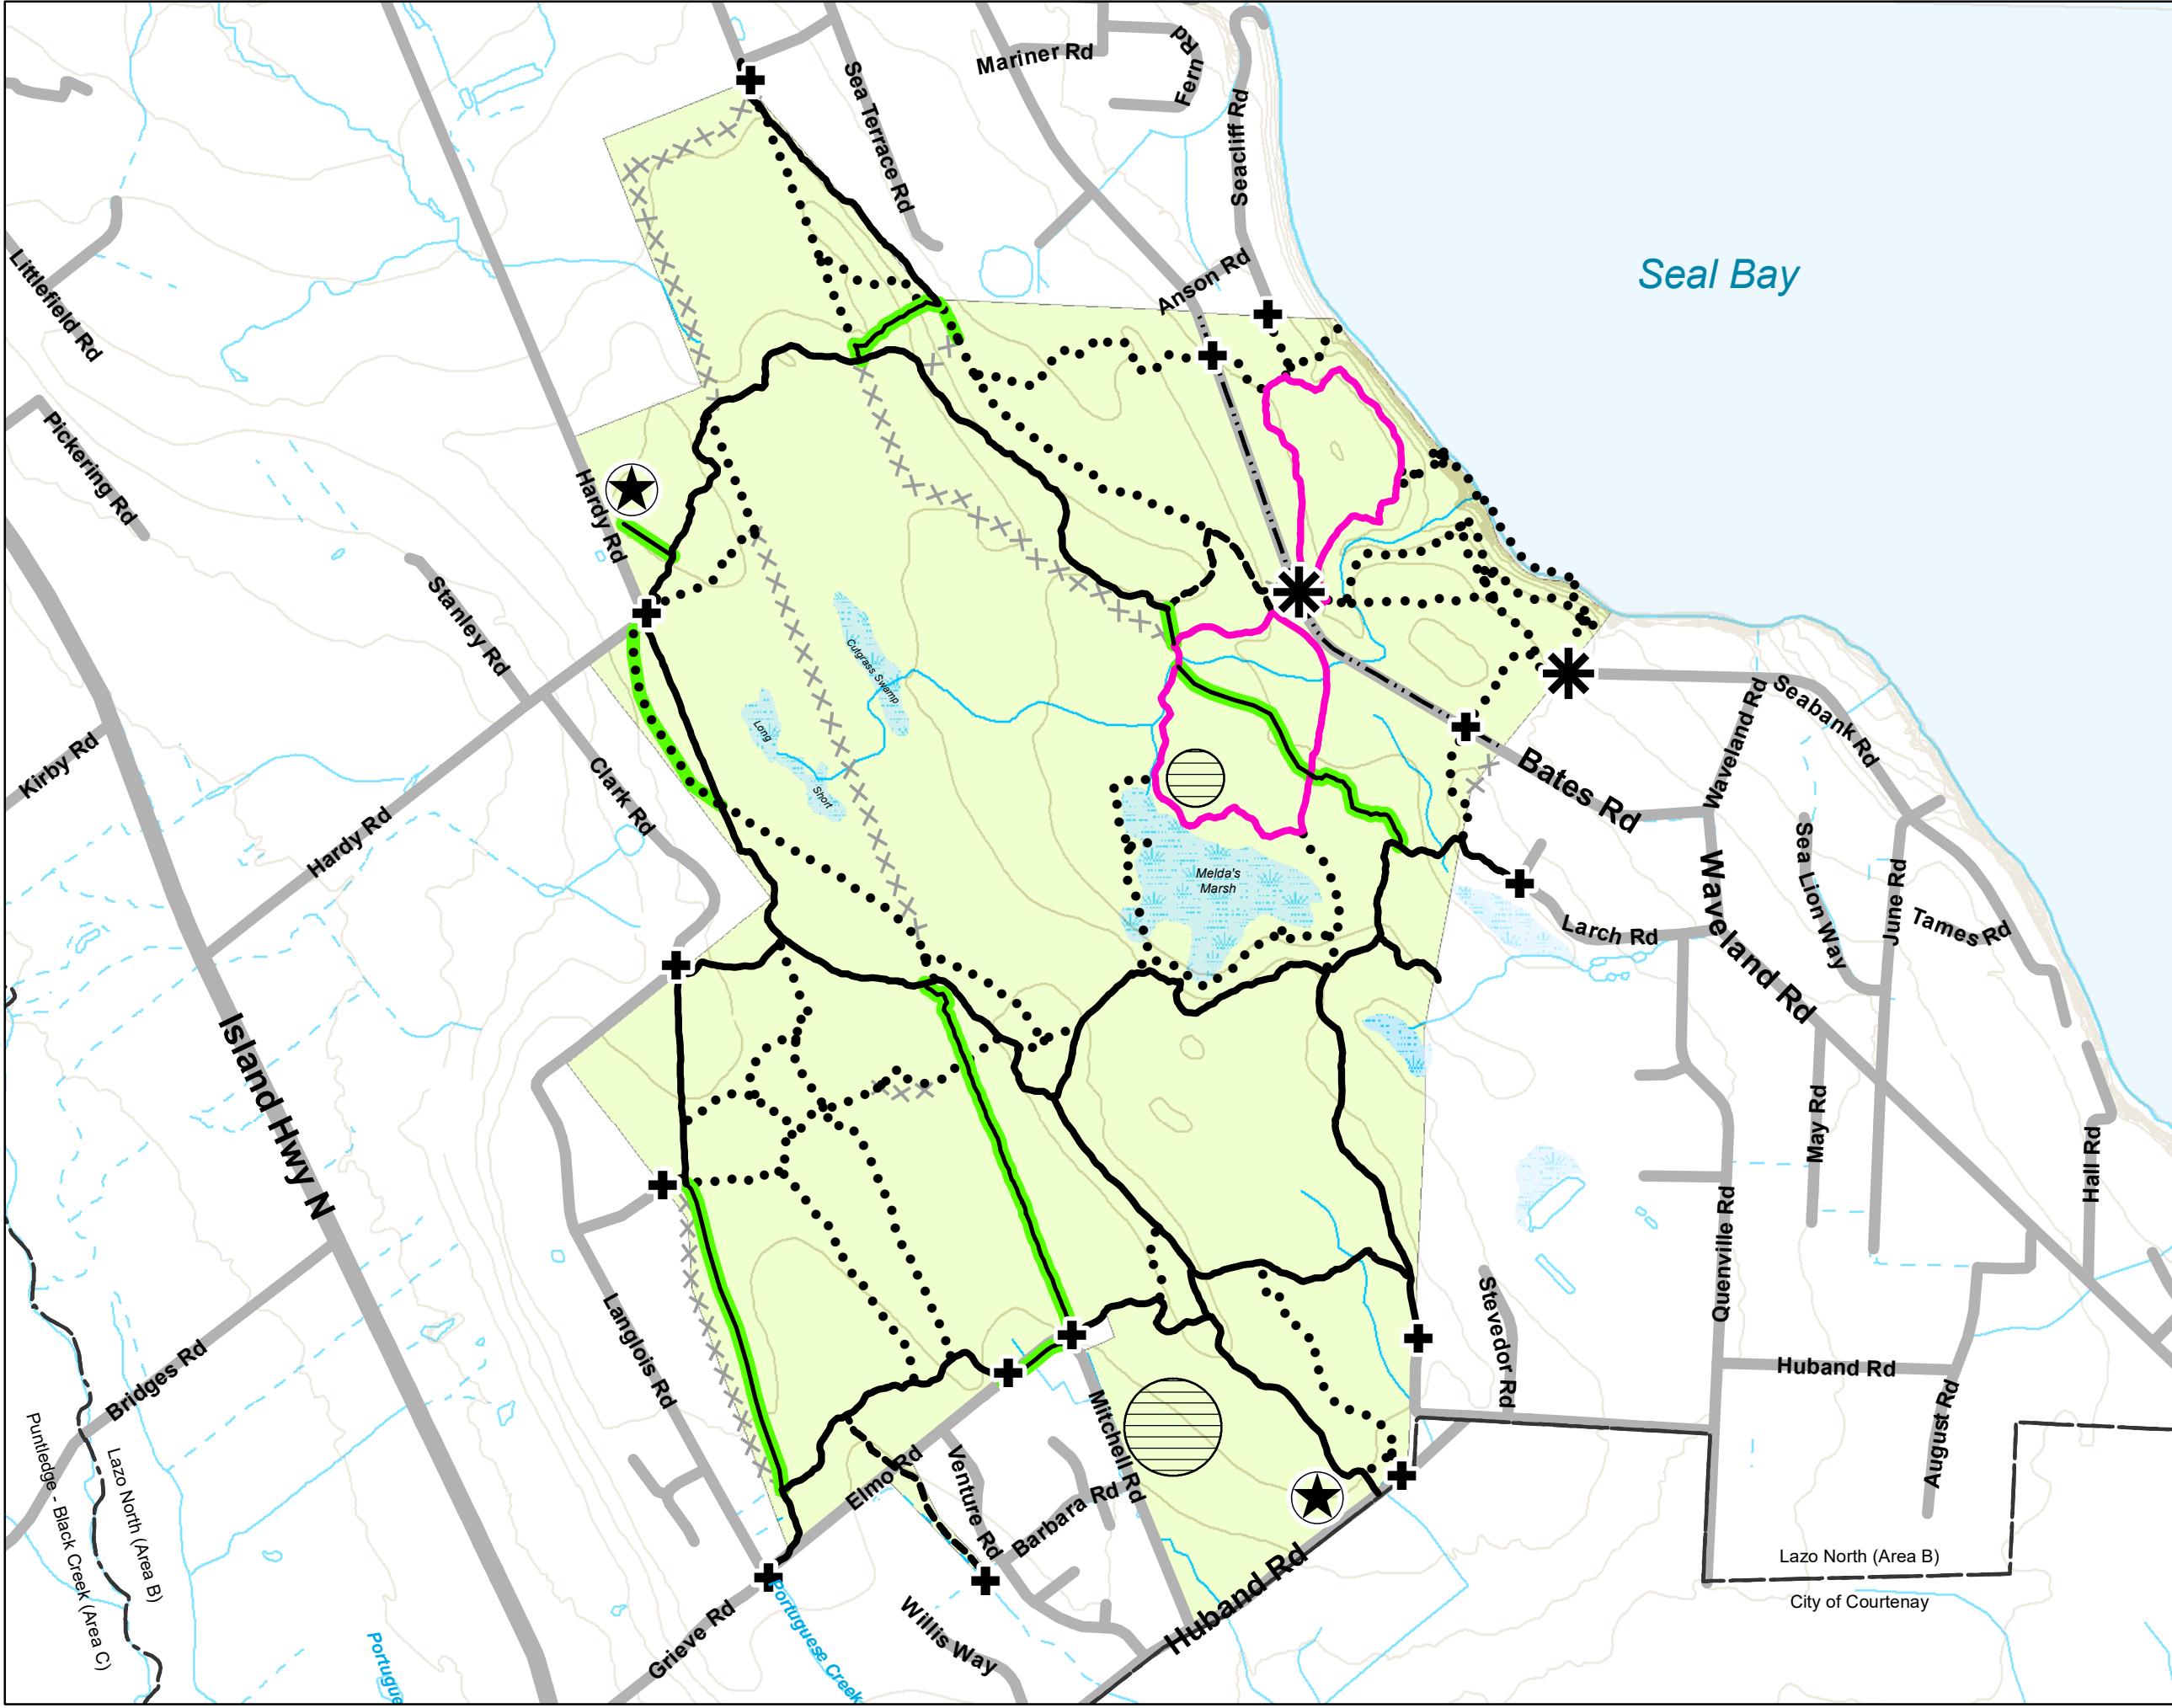 Mariner Rd
Fern
Rd
Sea Terrace Rd
Seacliff Rd
Anson Rd
Seal Bay
Littlefield Rd
Pickering Rd
Hardy Rd
Stanley Rd
Cutgrass Swamp
Long
Short
Kirby Rd
Clark Rd
Hardy Rd
Seabank Rd
Waveland Rd
Bates Rd
Sea Lion Way
June Rd
Tames Rd
Melda's
Marsh
Larch Rd
Waveland Rd
Island Hwy N
May Rd
Hall Rd
Quenville Rd
Stevedor Rd
Langlois Rd
Bridges Rd
Huband Rd
August Rd
Mitchell Rd
Elmo Rd
Venture Rd
Barbara Rd
Puntledge - Black Creek (Area C)
Lazo North (Area B)
Huband Rd
Lazo North (Area B)
City of Courtenay
Grieve Rd
Willis Way
Portuguese Creek
Portugue